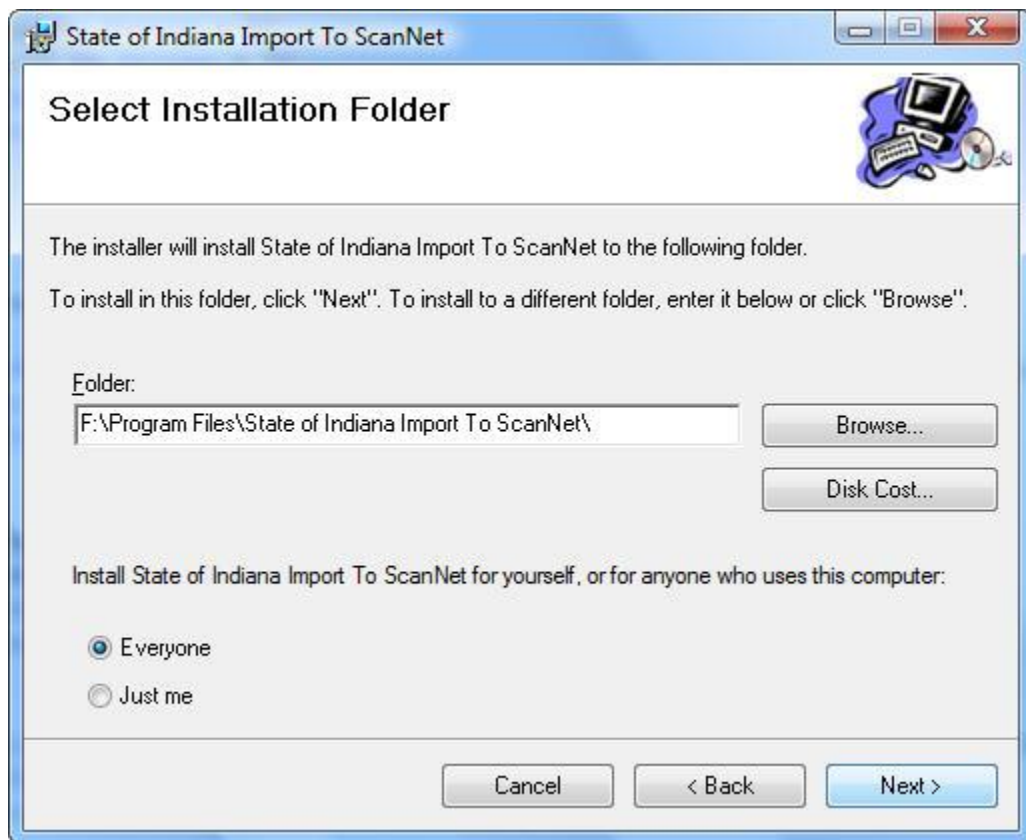 State of Indiana Import To ScanNet
Select Installation Folder
The installer will install State of Indiana Import To ScanNet to the following folder.
To install in this folder, click "Next". To install to a different folder, enter it below or click "Browse".
Folder:
F:\Program Files\State of Indiana Import To ScanNet\
Browse...
Disk Cost...
Install State of Indiana Import To ScanNet for yourself, or for anyone who uses this computer:
Everyone
Just me
Cancel
< Back
Next >